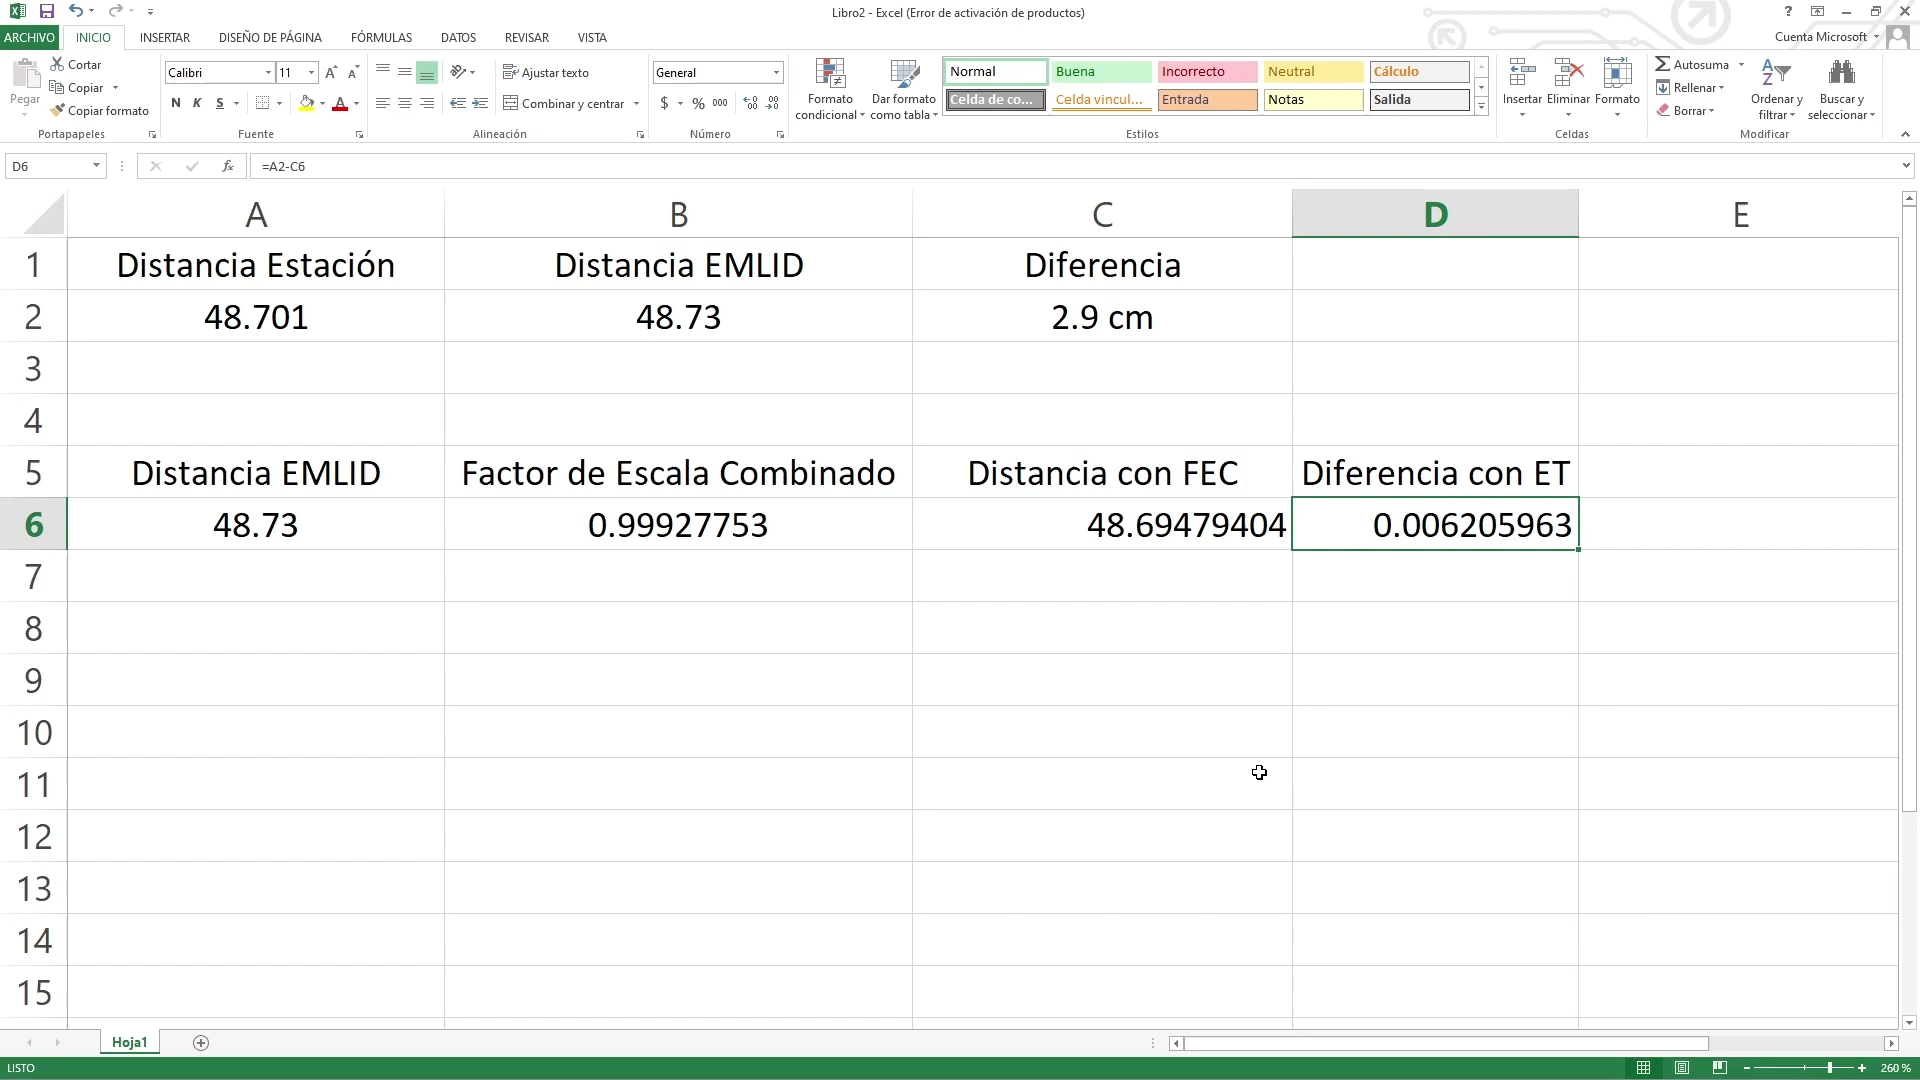 Libro2 - Excel (Error de activación de productos)
ARCHIVO INICIO INSERTAR DISEÑO DE PÁGINA FÓRMULAS DATOS REVISAR VISTA Cuenta Microsoft
Pegar
Cortar
Copiar
Copiar formato
Portapapeles
Calibri 11
N K S
Fuente
Ajustar texto
Combinar y centrar
Alineación
General
$ % 000
Número
Formato condicional
Dar formato como tabla
Normal Buena Incorrecto Neutral Cálculo
Celda de co... Celda vincul... Entrada Notas Salida
Estilos
Insertar Eliminar Formato
Celdas
Autosuma
Rellenar
Borrar
Ordenar y filtrar
Buscar y seleccionar
Modificar
D6 fx =A2-C6
A B C D E
1 Distancia Estación Distancia EMLID Diferencia
2 48.701 48.73 2.9 cm
3
4
5 Distancia EMLID Factor de Escala Combinado Distancia con FEC Diferencia con ET
6 48.73 0.99927753 48.69479404 0.006205963
7
8
9
10
11
12
13
14
15
Hoja1
LISTO 260 %